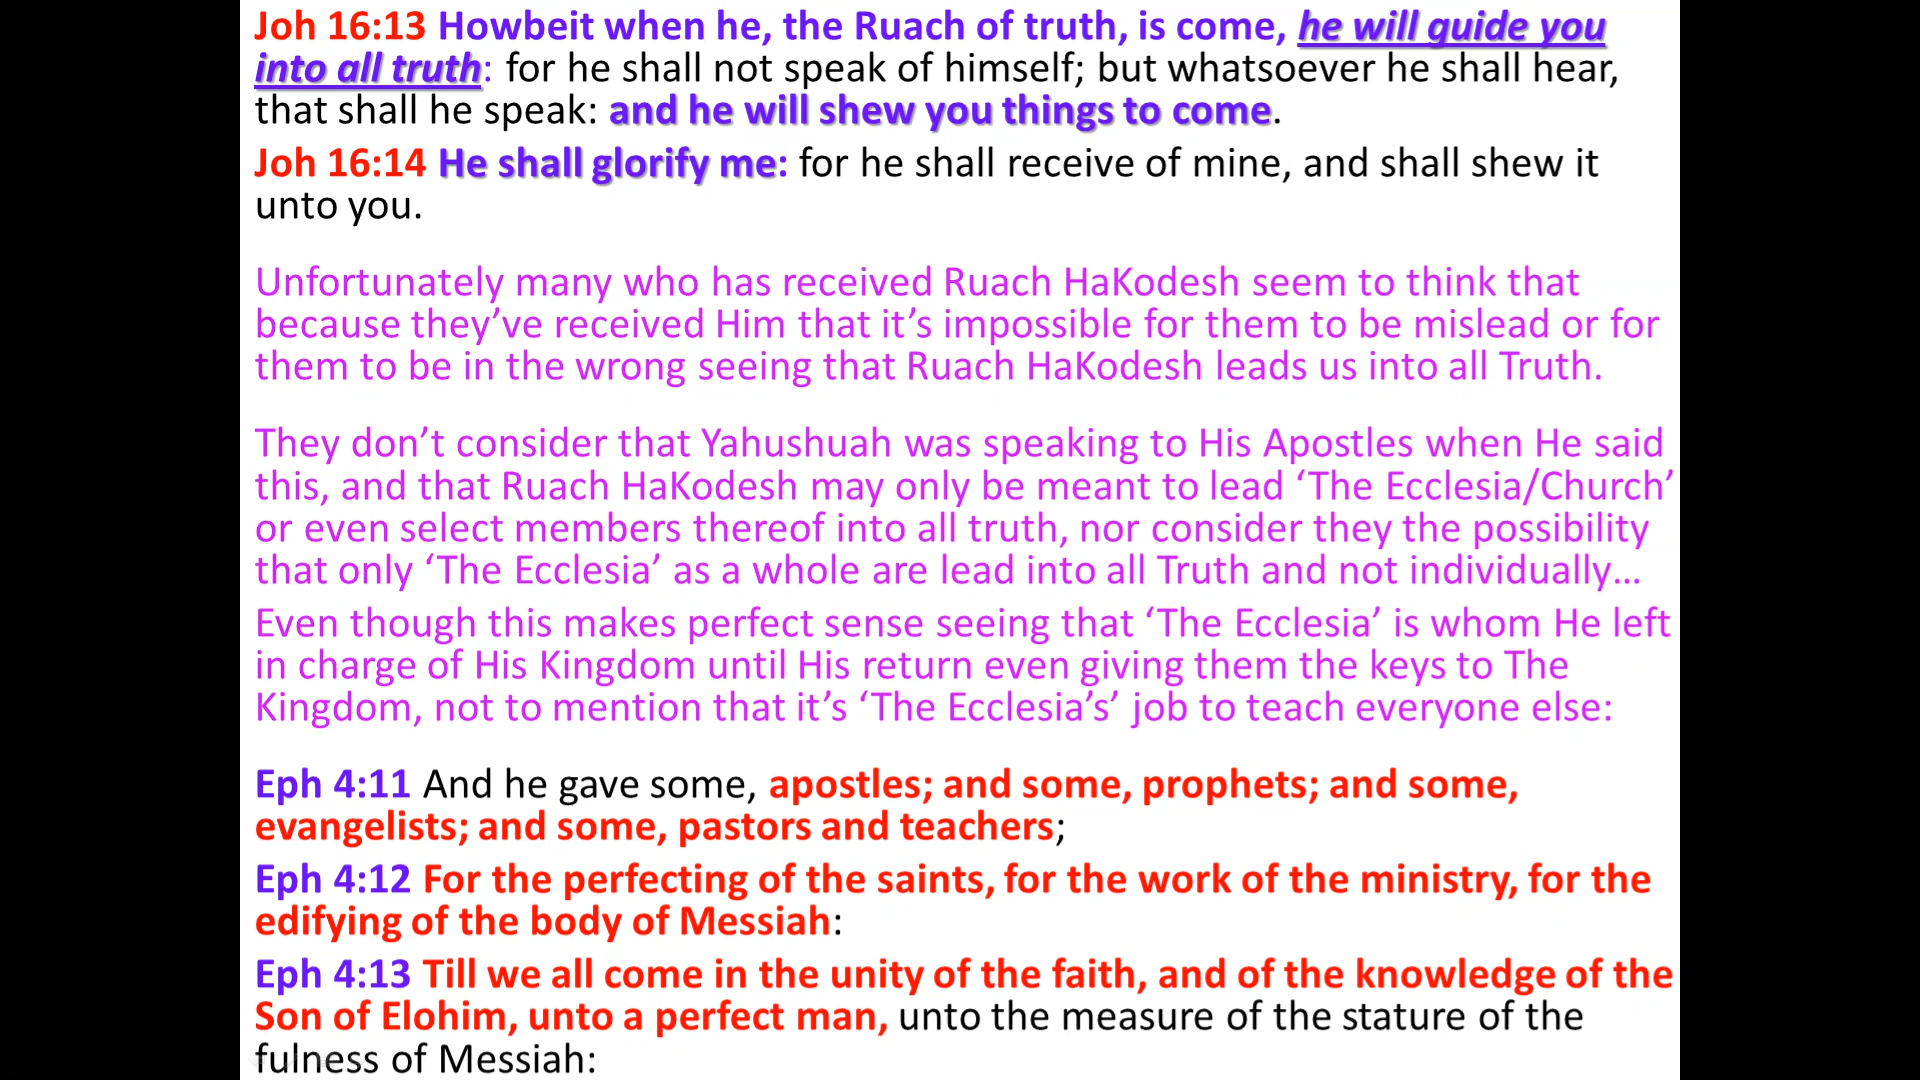 Joh 16:13 Howbeit when he, the Ruach of truth, is come, he will guide you
into all truth: for he shall not speak of himself; but whatsoever he shall hear,
that shall he speak: and he will shew you things to come.
Joh 16:14 He shall glorify me: for he shall receive of mine, and shall shew it
unto you.
Unfortunately many who has received Ruach HaKodesh seem to think that
because they’ve received Him that it’s impossible for them to be mislead or for
them to be in the wrong seeing that Ruach HaKodesh leads us into all Truth.
They don’t consider that Yahushuah was speaking to His Apostles when He said
this, and that Ruach HaKodesh may only be meant to lead ‘The Ecclesia/Church’
or even select members thereof into all truth, nor consider they the possibility
that only ‘The Ecclesia’ as a whole are lead into all Truth and not individually…
Even though this makes perfect sense seeing that ‘The Ecclesia’ is whom He left
in charge of His Kingdom until His return even giving them the keys to The
Kingdom, not to mention that it’s ‘The Ecclesia’s’ job to teach everyone else:
Eph 4:11 And he gave some, apostles; and some, prophets; and some,
evangelists; and some, pastors and teachers;
Eph 4:12 For the perfecting of the saints, for the work of the ministry, for the
edifying of the body of Messiah:
Eph 4:13 Till we all come in the unity of the faith, and of the knowledge of the
Son of Elohim, unto a perfect man, unto the measure of the stature of the
fulness of Messiah: